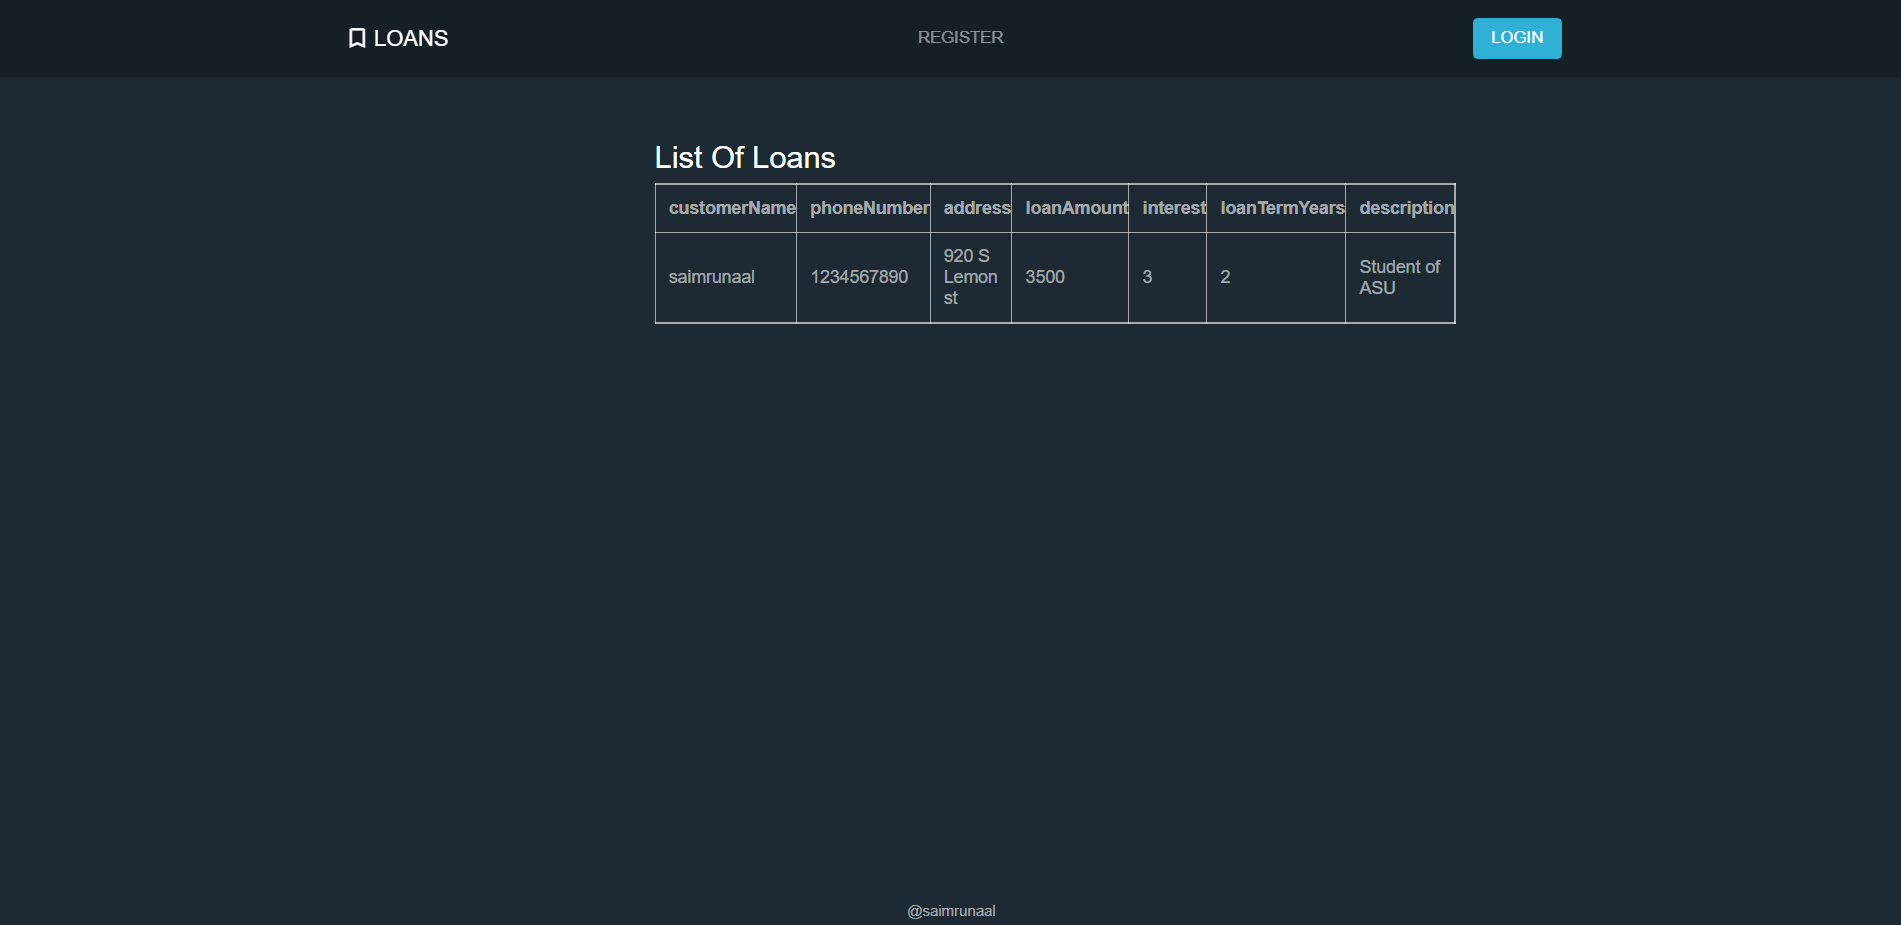 LOANS REGISTER LOGIN
List Of Loans
customerName phoneNumber address loanAmount interest loanTermYears description
saimrunaal 1234567890 920 S Lemon st 3500 3 2 Student of ASU
@saimrunaal